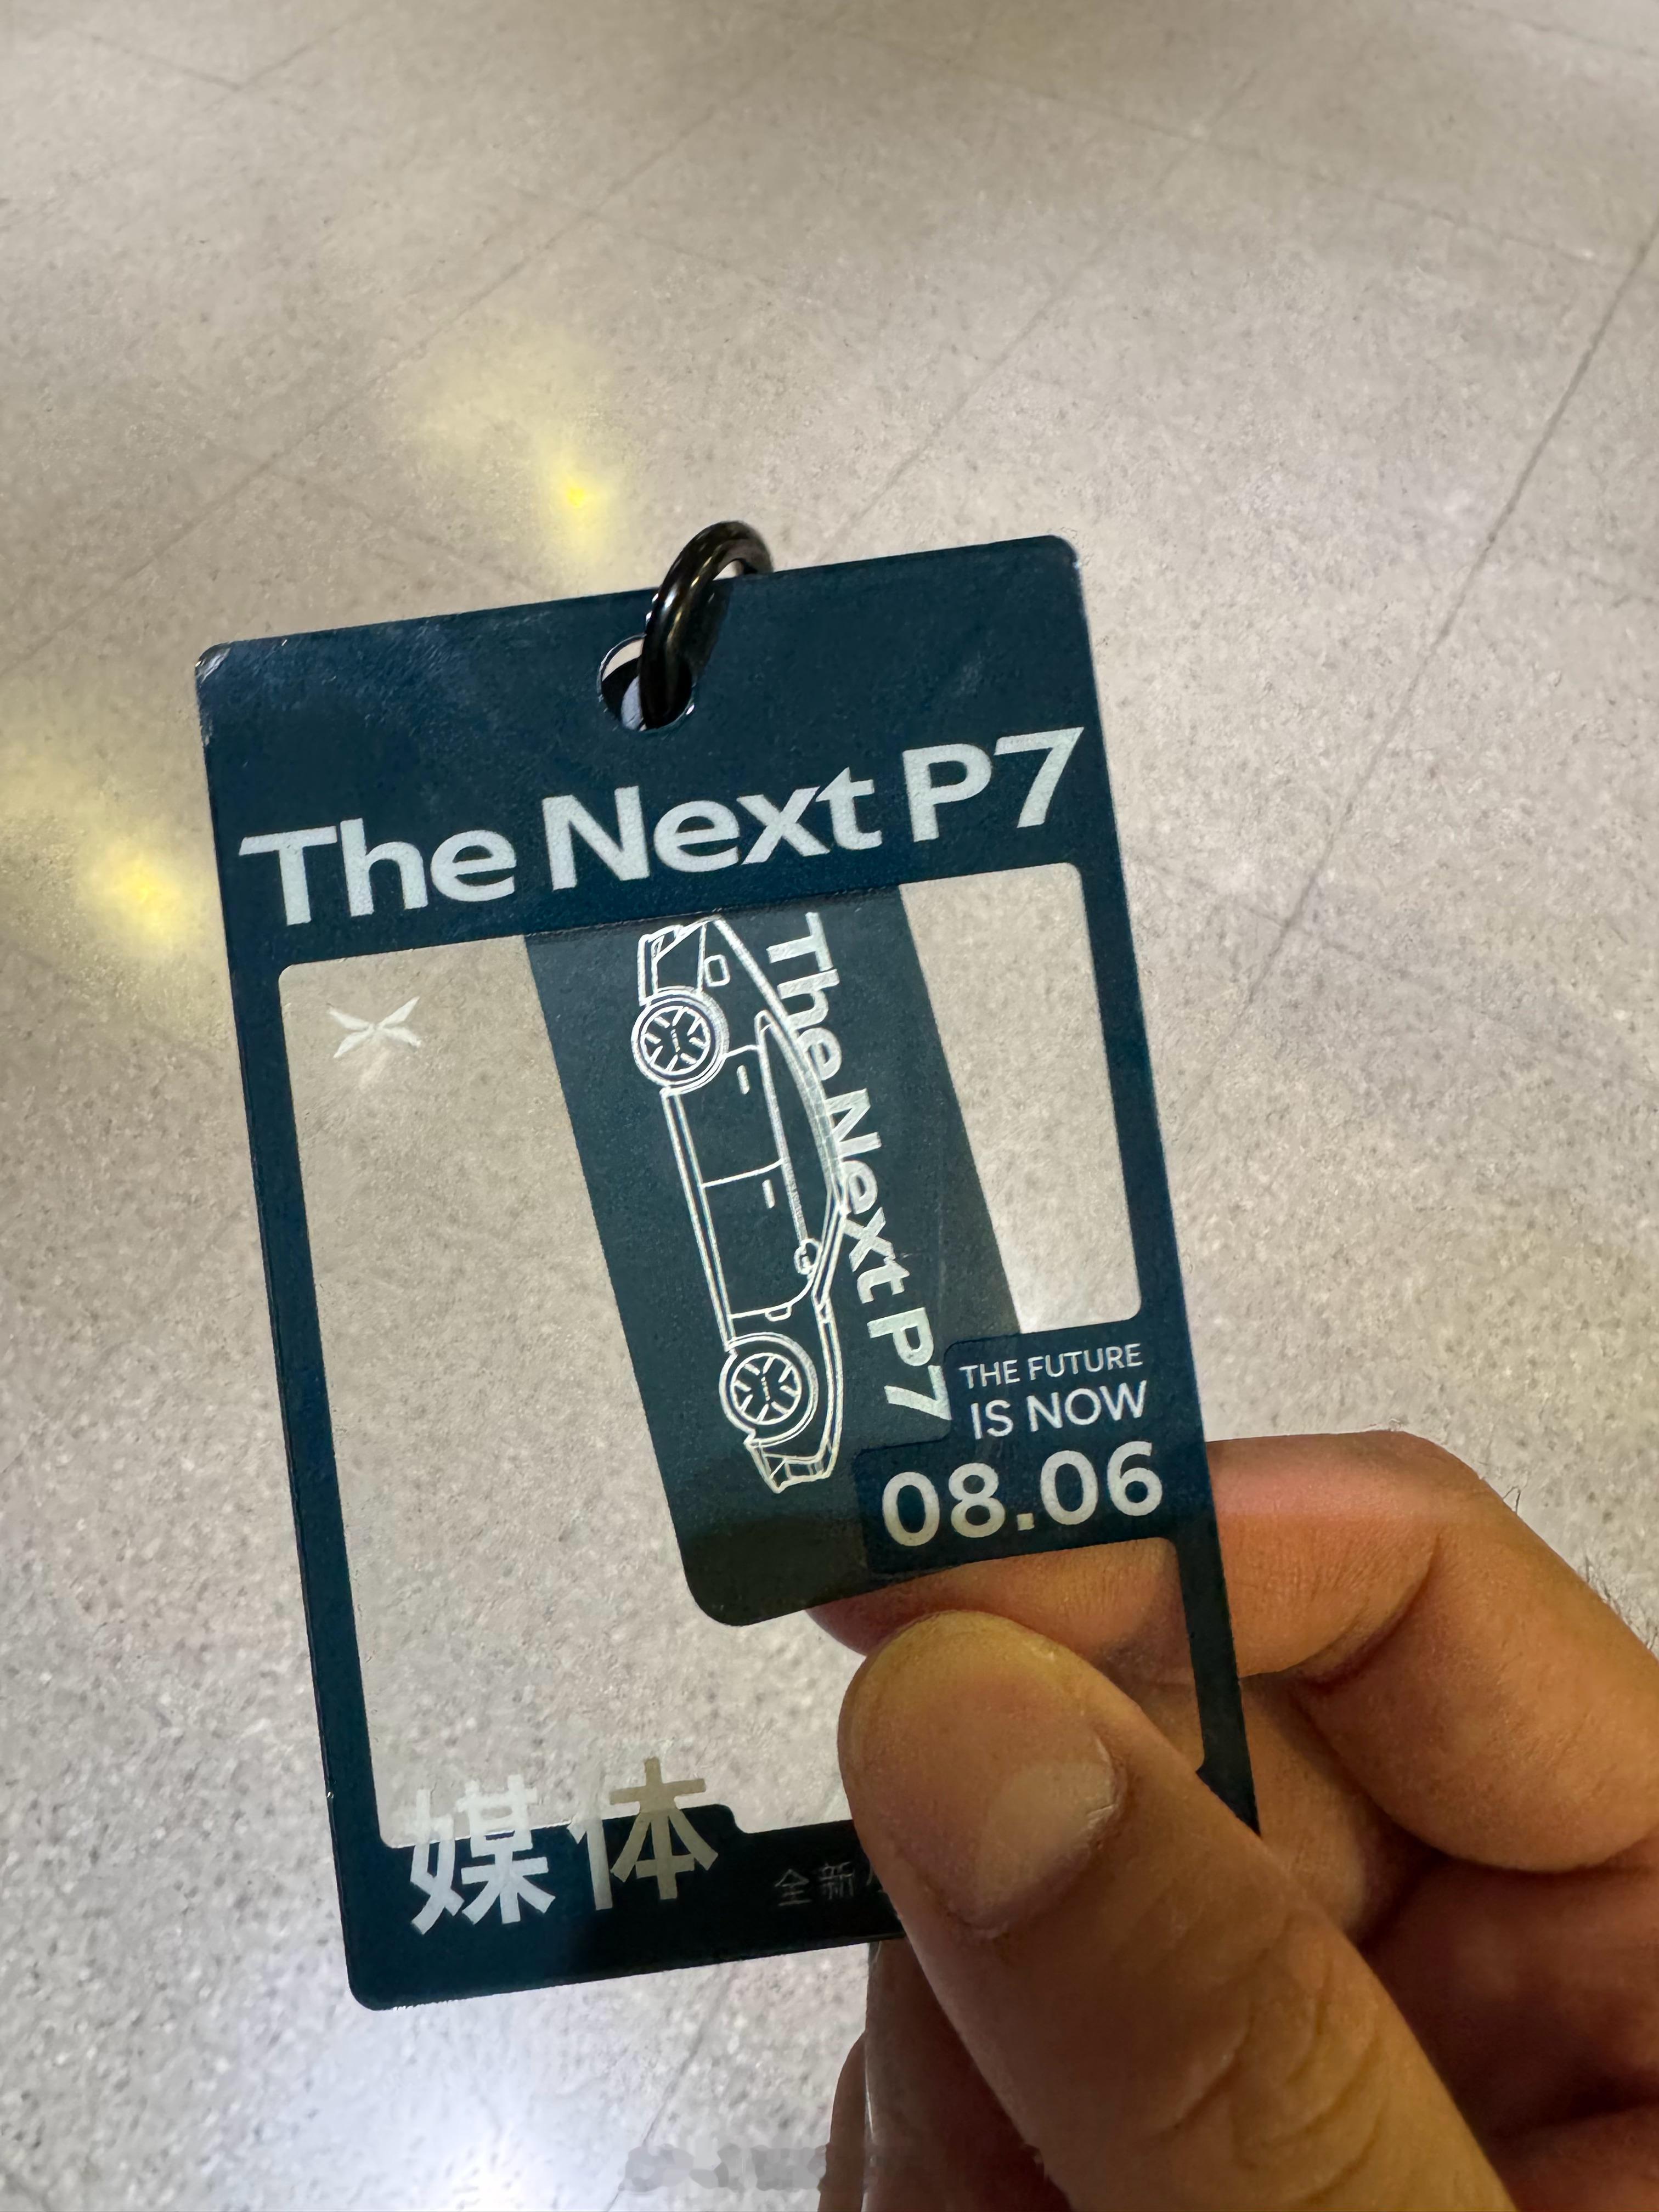 The Next P7
The Next P7
THE FUTURE
IS NOW
08.06
媒体
全新